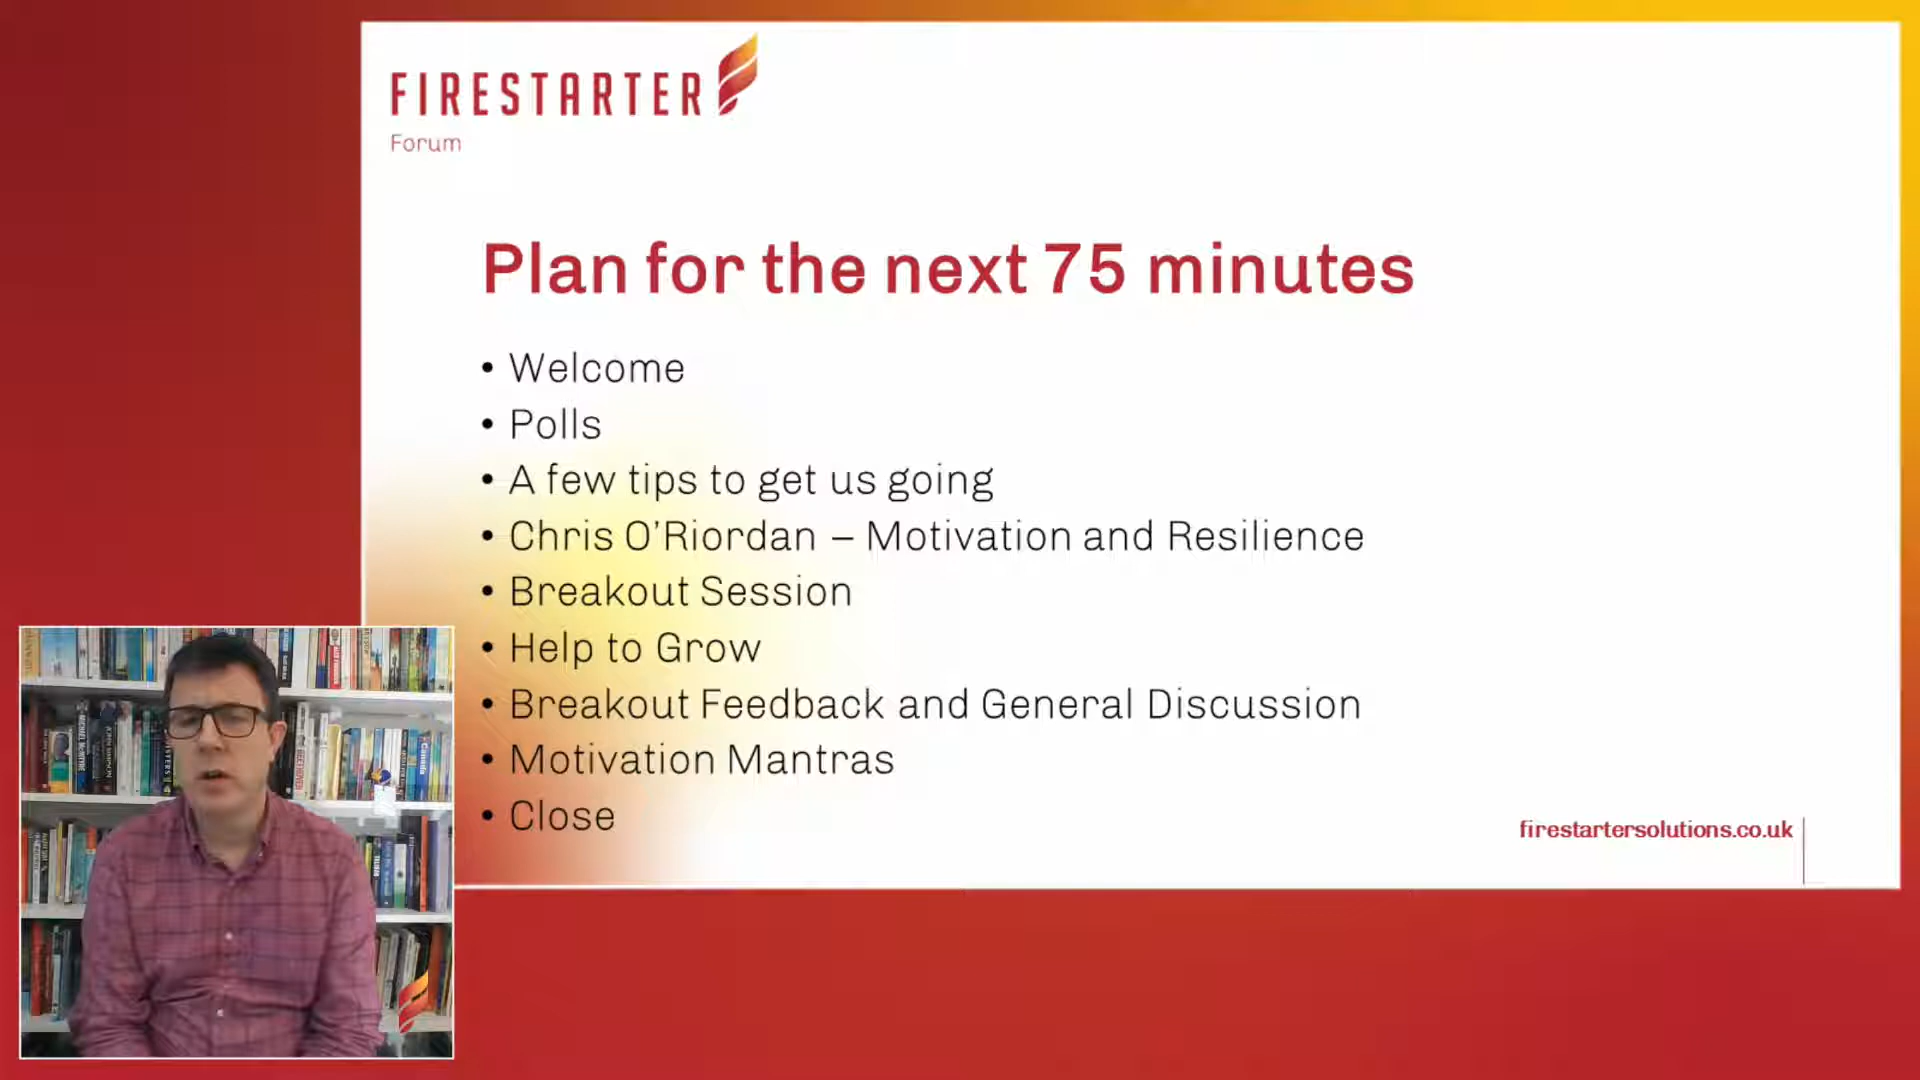 FIRESTARTER
Forum
Plan for the next 75 minutes
• Welcome
• Polls
• A few tips to get us going
• Chris O’Riordan – Motivation and Resilience
• Breakout Session
• Help to Grow
• Breakout Feedback and General Discussion
• Motivation Mantras
• Close
firestartersolutions.co.uk
Canada